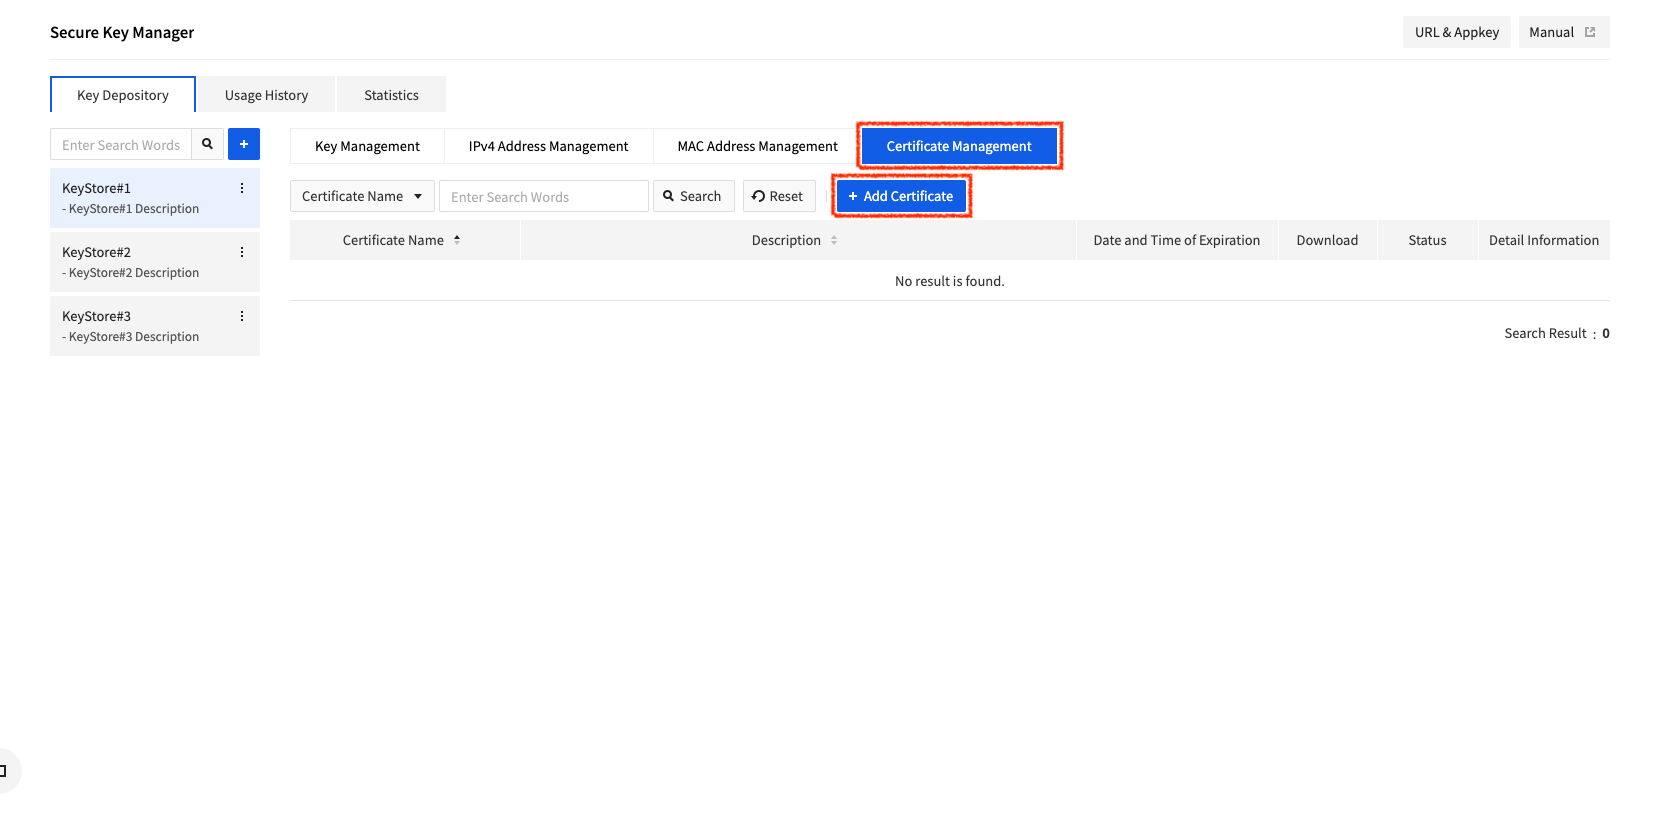 Secure Key Manager
URL & Appkey
Manual
Key Depository
Usage History
Statistics
Enter Search Words
+
KeyStore#1
- KeyStore#1 Description
KeyStore#2
- KeyStore#2 Description
KeyStore#3
- KeyStore#3 Description
Key Management
IPv4 Address Management
MAC Address Management
Certificate Management
Certificate Name
Enter Search Words
Search
Reset
+ Add Certificate
Certificate Name
Description
Date and Time of Expiration
Download
Status
Detail Information
No result is found.
Search Result : 0